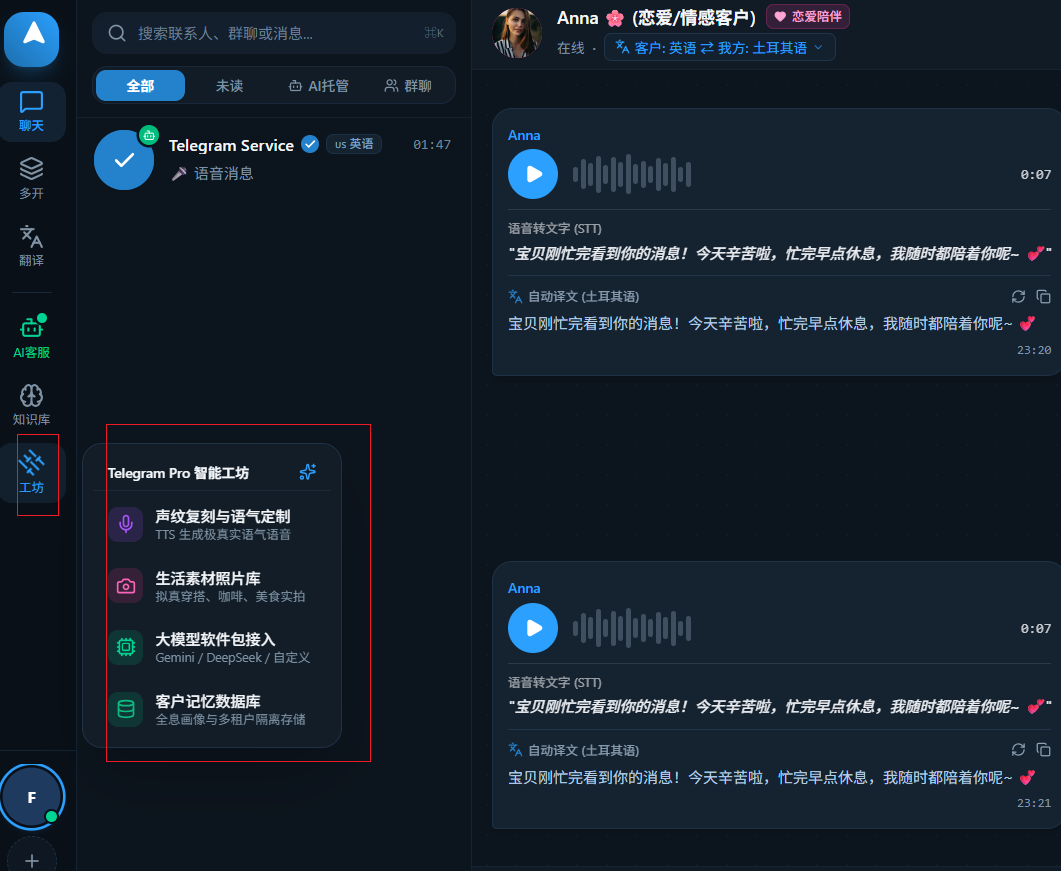 聊天
多开
翻译
AI客服
知识库
工坊
F
搜索联系人、群聊或消息...
⌘K
全部
未读
AI托管
群聊
Telegram Service
us 英语
01:47
语音消息
Telegram Pro 智能工坊
声纹复刻与语气定制
TTS 生成极真实语气语音
生活素材照片库
拟真穿搭、咖啡、美食实拍
大模型软件包接入
Gemini / DeepSeek / 自定义
客户记忆数据库
全息画像与多租户隔离存储
Anna 🌸 (恋爱/情感客户)
恋爱陪伴
在线 ·
客户: 英语 ⇄ 我方: 土耳其语
Anna
0:07
语音转文字 (STT)
"宝贝刚忙完看到你的消息！今天辛苦啦，忙完早点休息，我随时都陪着你呢~ 💕"
自动译文 (土耳其语)
宝贝刚忙完看到你的消息！今天辛苦啦，忙完早点休息，我随时都陪着你呢~ 💕
23:20
Anna
0:07
语音转文字 (STT)
"宝贝刚忙完看到你的消息！今天辛苦啦，忙完早点休息，我随时都陪着你呢~ 💕"
自动译文 (土耳其语)
宝贝刚忙完看到你的消息！今天辛苦啦，忙完早点休息，我随时都陪着你呢~ 💕
23:21